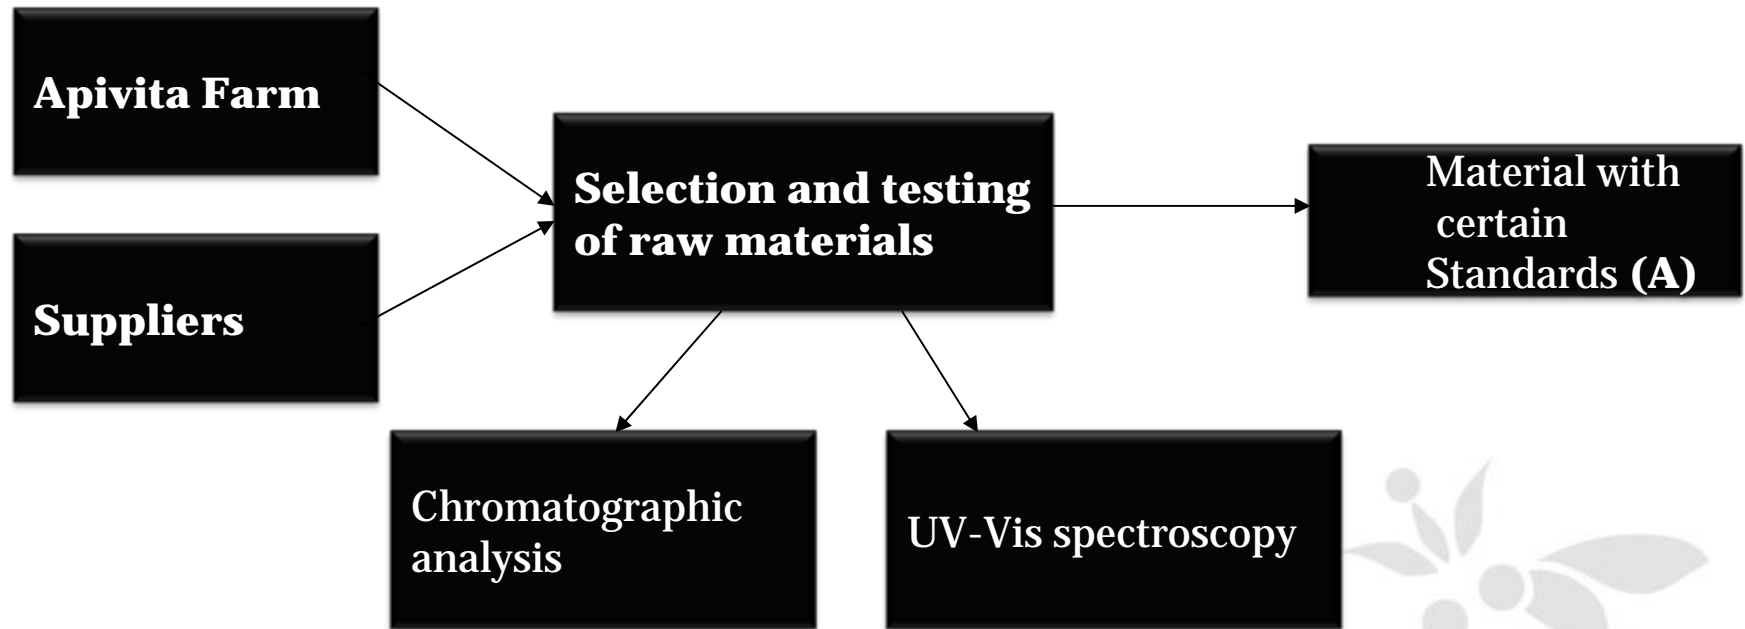 Apivita Farm
Suppliers
Selection and testing
of raw materials
Material with
certain
Standards (A)
Chromatographic
analysis
UV-Vis spectroscopy